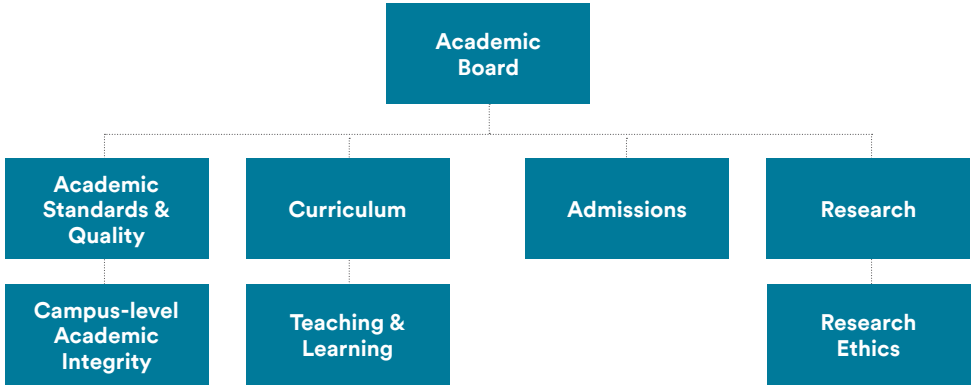 Academic
Board
Academic
Standards &
Quality
Curriculum
Admissions
Research
Campus-level
Academic
Integrity
Teaching &
Learning
Research
Ethics